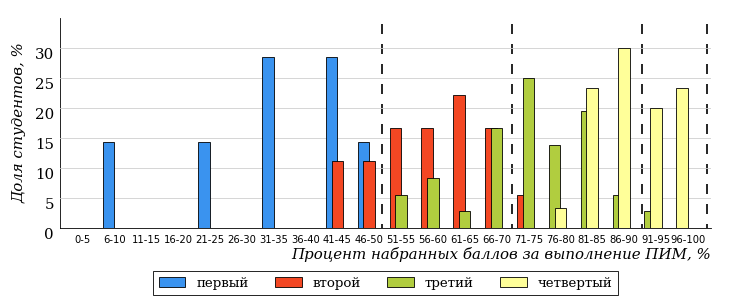 Доля студентов, %
30
25
20
15
10
5
0
0-5 6-10 11-15 16-20 21-25 26-30 31-35 36-40 41-45 46-50 51-55 56-60 61-65 66-70 71-75 76-80 81-85 86-90 91-95 96-100
Процент набранных баллов за выполнение ПИМ, %
первый второй третий четвертый